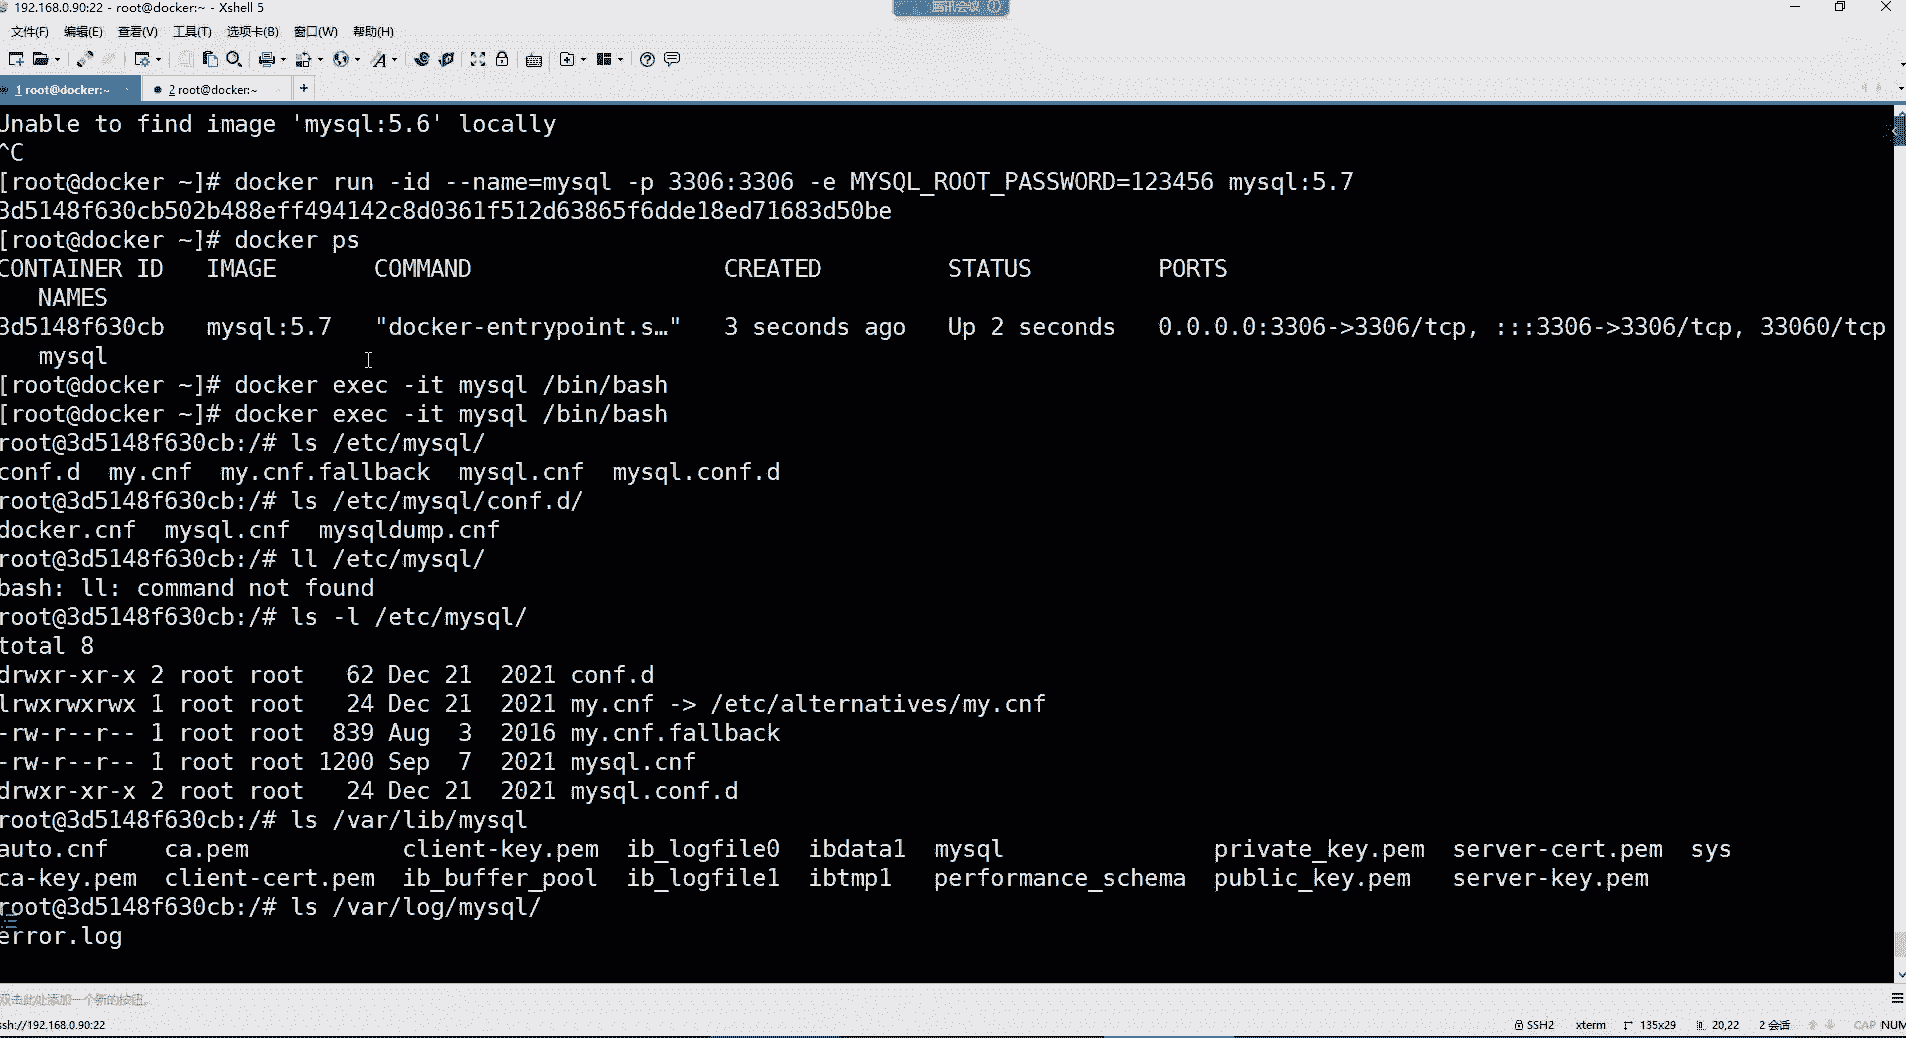 192.168.0.90:22 - root@docker:~ - Xshell 5
腾讯会议
文件(F) 编辑(E) 查看(V) 工具(T) 选项卡(B) 窗口(W) 帮助(H)
1 root@docker:~ 2 root@docker:~ +
Unable to find image 'mysql:5.6' locally
^C
[root@docker ~]# docker run -id --name=mysql -p 3306:3306 -e MYSQL_ROOT_PASSWORD=123456 mysql:5.7
3d5148f630cb502b488eff494142c8d0361f512d63865f6dde18ed71683d50be
[root@docker ~]# docker ps
CONTAINER ID IMAGE COMMAND CREATED STATUS PORTS
NAMES
3d5148f630cb mysql:5.7 "docker-entrypoint.s…" 3 seconds ago Up 2 seconds 0.0.0.0:3306->3306/tcp, :::3306->3306/tcp, 33060/tcp
mysql
[root@docker ~]# docker exec -it mysql /bin/bash
[root@docker ~]# docker exec -it mysql /bin/bash
root@3d5148f630cb:/# ls /etc/mysql/
conf.d my.cnf my.cnf.fallback mysql.cnf mysql.conf.d
root@3d5148f630cb:/# ls /etc/mysql/conf.d/
docker.cnf mysql.cnf mysqldump.cnf
root@3d5148f630cb:/# ll /etc/mysql/
bash: ll: command not found
root@3d5148f630cb:/# ls -l /etc/mysql/
total 8
drwxr-xr-x 2 root root 62 Dec 21 2021 conf.d
lrwxrwxrwx 1 root root 24 Dec 21 2021 my.cnf -> /etc/alternatives/my.cnf
-rw-r--r-- 1 root root 839 Aug 3 2016 my.cnf.fallback
-rw-r--r-- 1 root root 1200 Sep 7 2021 mysql.cnf
drwxr-xr-x 2 root root 24 Dec 21 2021 mysql.conf.d
root@3d5148f630cb:/# ls /var/lib/mysql
auto.cnf ca.pem client-key.pem ib_logfile0 ibdata1 mysql private_key.pem server-cert.pem sys
ca-key.pem client-cert.pem ib_buffer_pool ib_logfile1 ibtmp1 performance_schema public_key.pem server-key.pem
root@3d5148f630cb:/# ls /var/log/mysql/
error.log
双击此处添加一个新的按钮。
ssh://192.168.0.90:22 SSH2 xterm 135x29 20,22 2 会话 CAP NUM